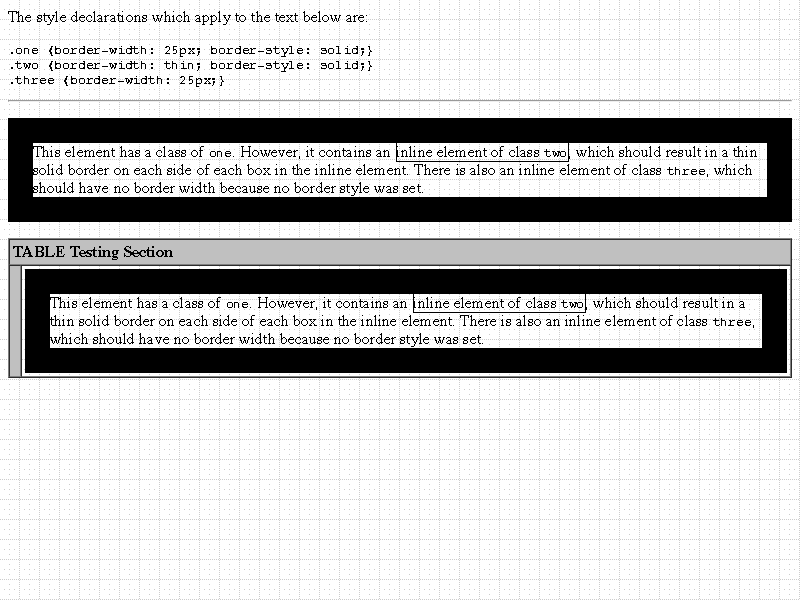 The style declarations which apply to the text below are:
.one {border-width: 25px; border-style: solid;}
.two {border-width: thin; border-style: solid;}
.three {border-width: 25px;}
This element has a class of one. However, it contains an inline element of class two, which should result in a thin
solid border on each side of each box in the inline element. There is also an inline element of class three, which
should have no border width because no border style was set.
TABLE Testing Section
This element has a class of one. However, it contains an inline element of class two, which should result in a
thin solid border on each side of each box in the inline element. There is also an inline element of class three,
which should have no border width because no border style was set.